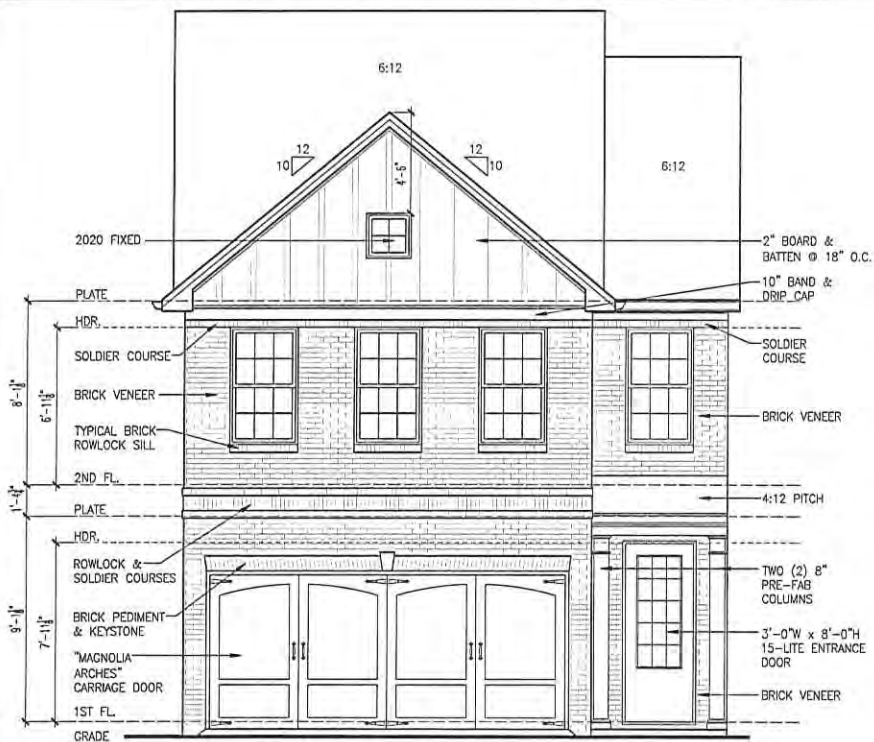 6:12
12
10
12
10
4'-6"
6:12
2020 FIXED
2" BOARD &
BATTEN @ 18" O.C.
10" BAND &
DRIP CAP
PLATE
HDR.
SOLDIER COURSE
SOLDIER
COURSE
BRICK VENEER
BRICK VENEER
TYPICAL BRICK
ROWLOCK SILL
8'-1⅛"
6'-11⅛"
2ND FL.
1'-4¾"
PLATE
4:12 PITCH
HDR.
ROWLOCK &
SOLDIER COURSES
TWO (2) 8"
PRE-FAB
COLUMNS
BRICK PEDIMENT
& KEYSTONE
3'-0"W x 8'-0"H
15-LITE ENTRANCE
DOOR
"MAGNOLIA
ARCHES"
CARRIAGE DOOR
BRICK VENEER
9'-1⅛"
7'-11⅛"
1ST FL.
GRADE